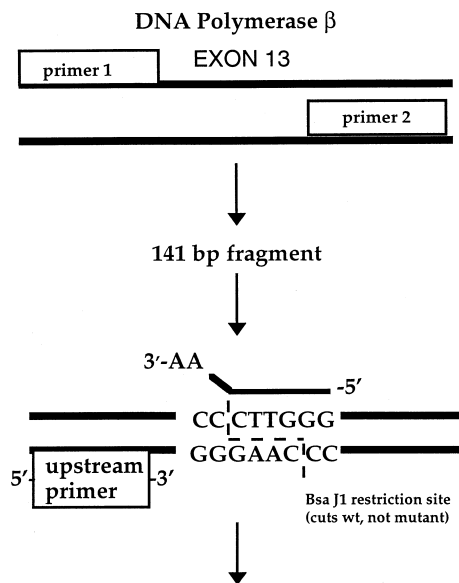 DNA Polymerase β
EXON 13
primer 1
primer 2
141 bp fragment
3'-AA
-5'
CC CTTGGG
GGGAAC CC
5'- upstream primer -3'
Bsa J1 restriction site
(cuts wt, not mutant)